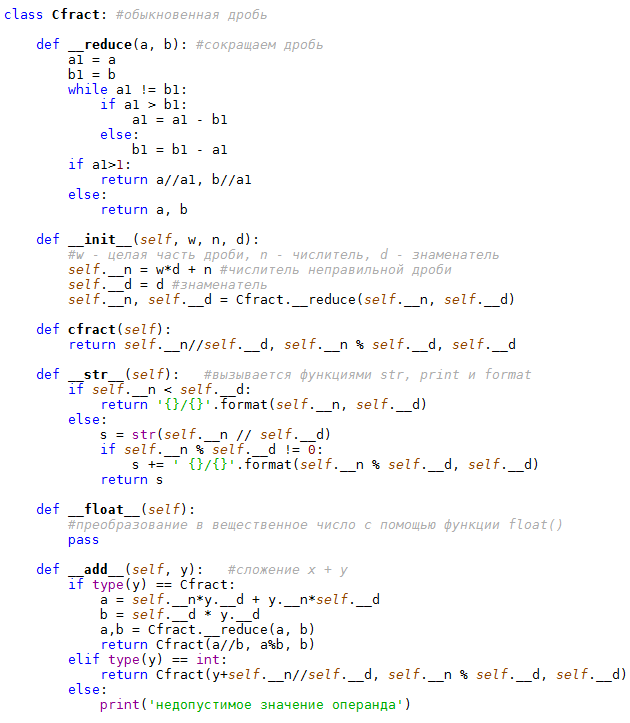 class Cfract: #обыкновенная дробь
def __reduce(a, b): #сокращаем дробь
a1 = a
b1 = b
while a1 != b1:
if a1 > b1:
a1 = a1 - b1
else:
b1 = b1 - a1
if a1>1:
return a//a1, b//a1
else:
return a, b
def __init__(self, w, n, d):
#w - целая часть дроби, n - числитель, d - знаменатель
self.__n = w*d + n #числитель неправильной дроби
self.__d = d #знаменатель
self.__n, self.__d = Cfract.__reduce(self.__n, self.__d)
def cfract(self):
return self.__n//self.__d, self.__n % self.__d, self.__d
def __str__(self):   #вызывается функциями str, print и format
if self.__n < self.__d:
return '{}/{}'.format(self.__n, self.__d)
else:
s = str(self.__n // self.__d)
if self.__n % self.__d != 0:
s += ' {}/{}'.format(self.__n % self.__d, self.__d)
return s
def __float__(self):
#преобразование в вещественное число с помощью функции float()
pass
def __add__(self, y):   #сложение x + y
if type(y) == Cfract:
a = self.__n*y.__d + y.__n*self.__d
b = self.__d * y.__d
a,b = Cfract.__reduce(a, b)
return Cfract(a//b, a%b, b)
elif type(y) == int:
return Cfract(y+self.__n//self.__d, self.__n % self.__d, self.__d)
else:
print('недопустимое значение операнда')